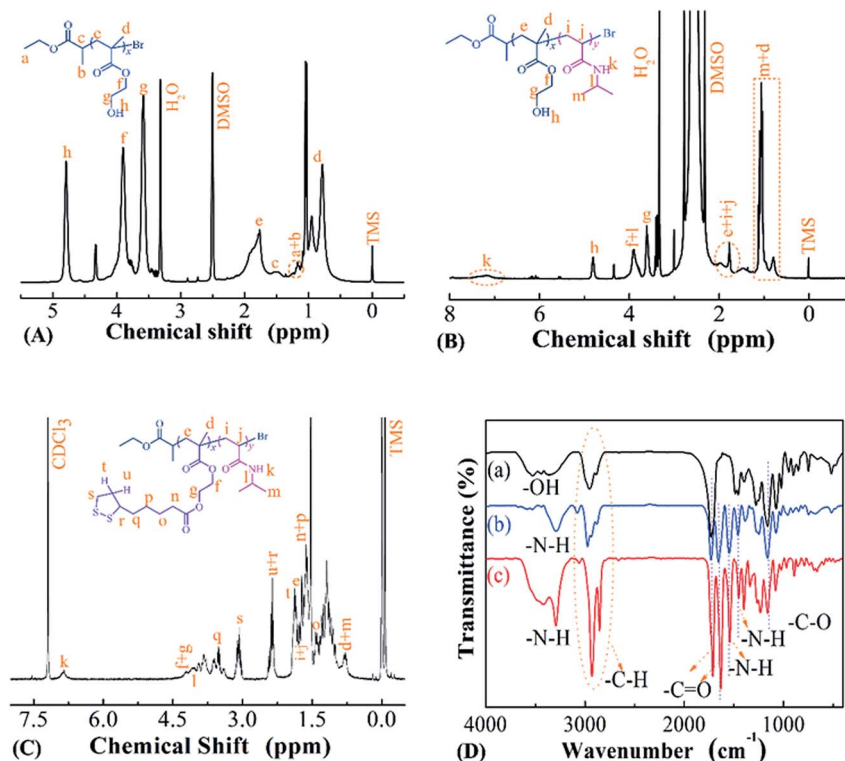 O
O
Br
a
b
c
e
d
x
O
O
f
g
h
OH
H₂O
DMSO
TMS
h
f
g
e
c
a+b
d
5
4
3
2
1
0
Chemical shift (ppm)
(A)
O
O
e
d
i
j
x
y
Br
O
O
O
NH
k
f
l
m
g
OH
h
H₂O
DMSO
m+d
TMS
k
h
f+l
g
e+i+j
8
6
4
2
0
Chemical shift (ppm)
(B)
CDCl₃
O
O
e
d
i
j
x
y
Br
O
O
O
NH
k
f
l
m
g
O
O
n
o
p
q
r
s
t
u
H
H
S
S
TMS
k
f+g
l
q
s
u+r
t
e
i+j
n+p
o
d+m
7.5
6.0
4.5
3.0
1.5
0.0
Chemical Shift (ppm)
(C)
Transmittance (%)
(a)
(b)
(c)
-OH
-N-H
-N-H
-C-H
-C=O
-N-H
-N-H
-C-O
4000
3000
2000
1000
Wavenumber (cm⁻¹)
(D)